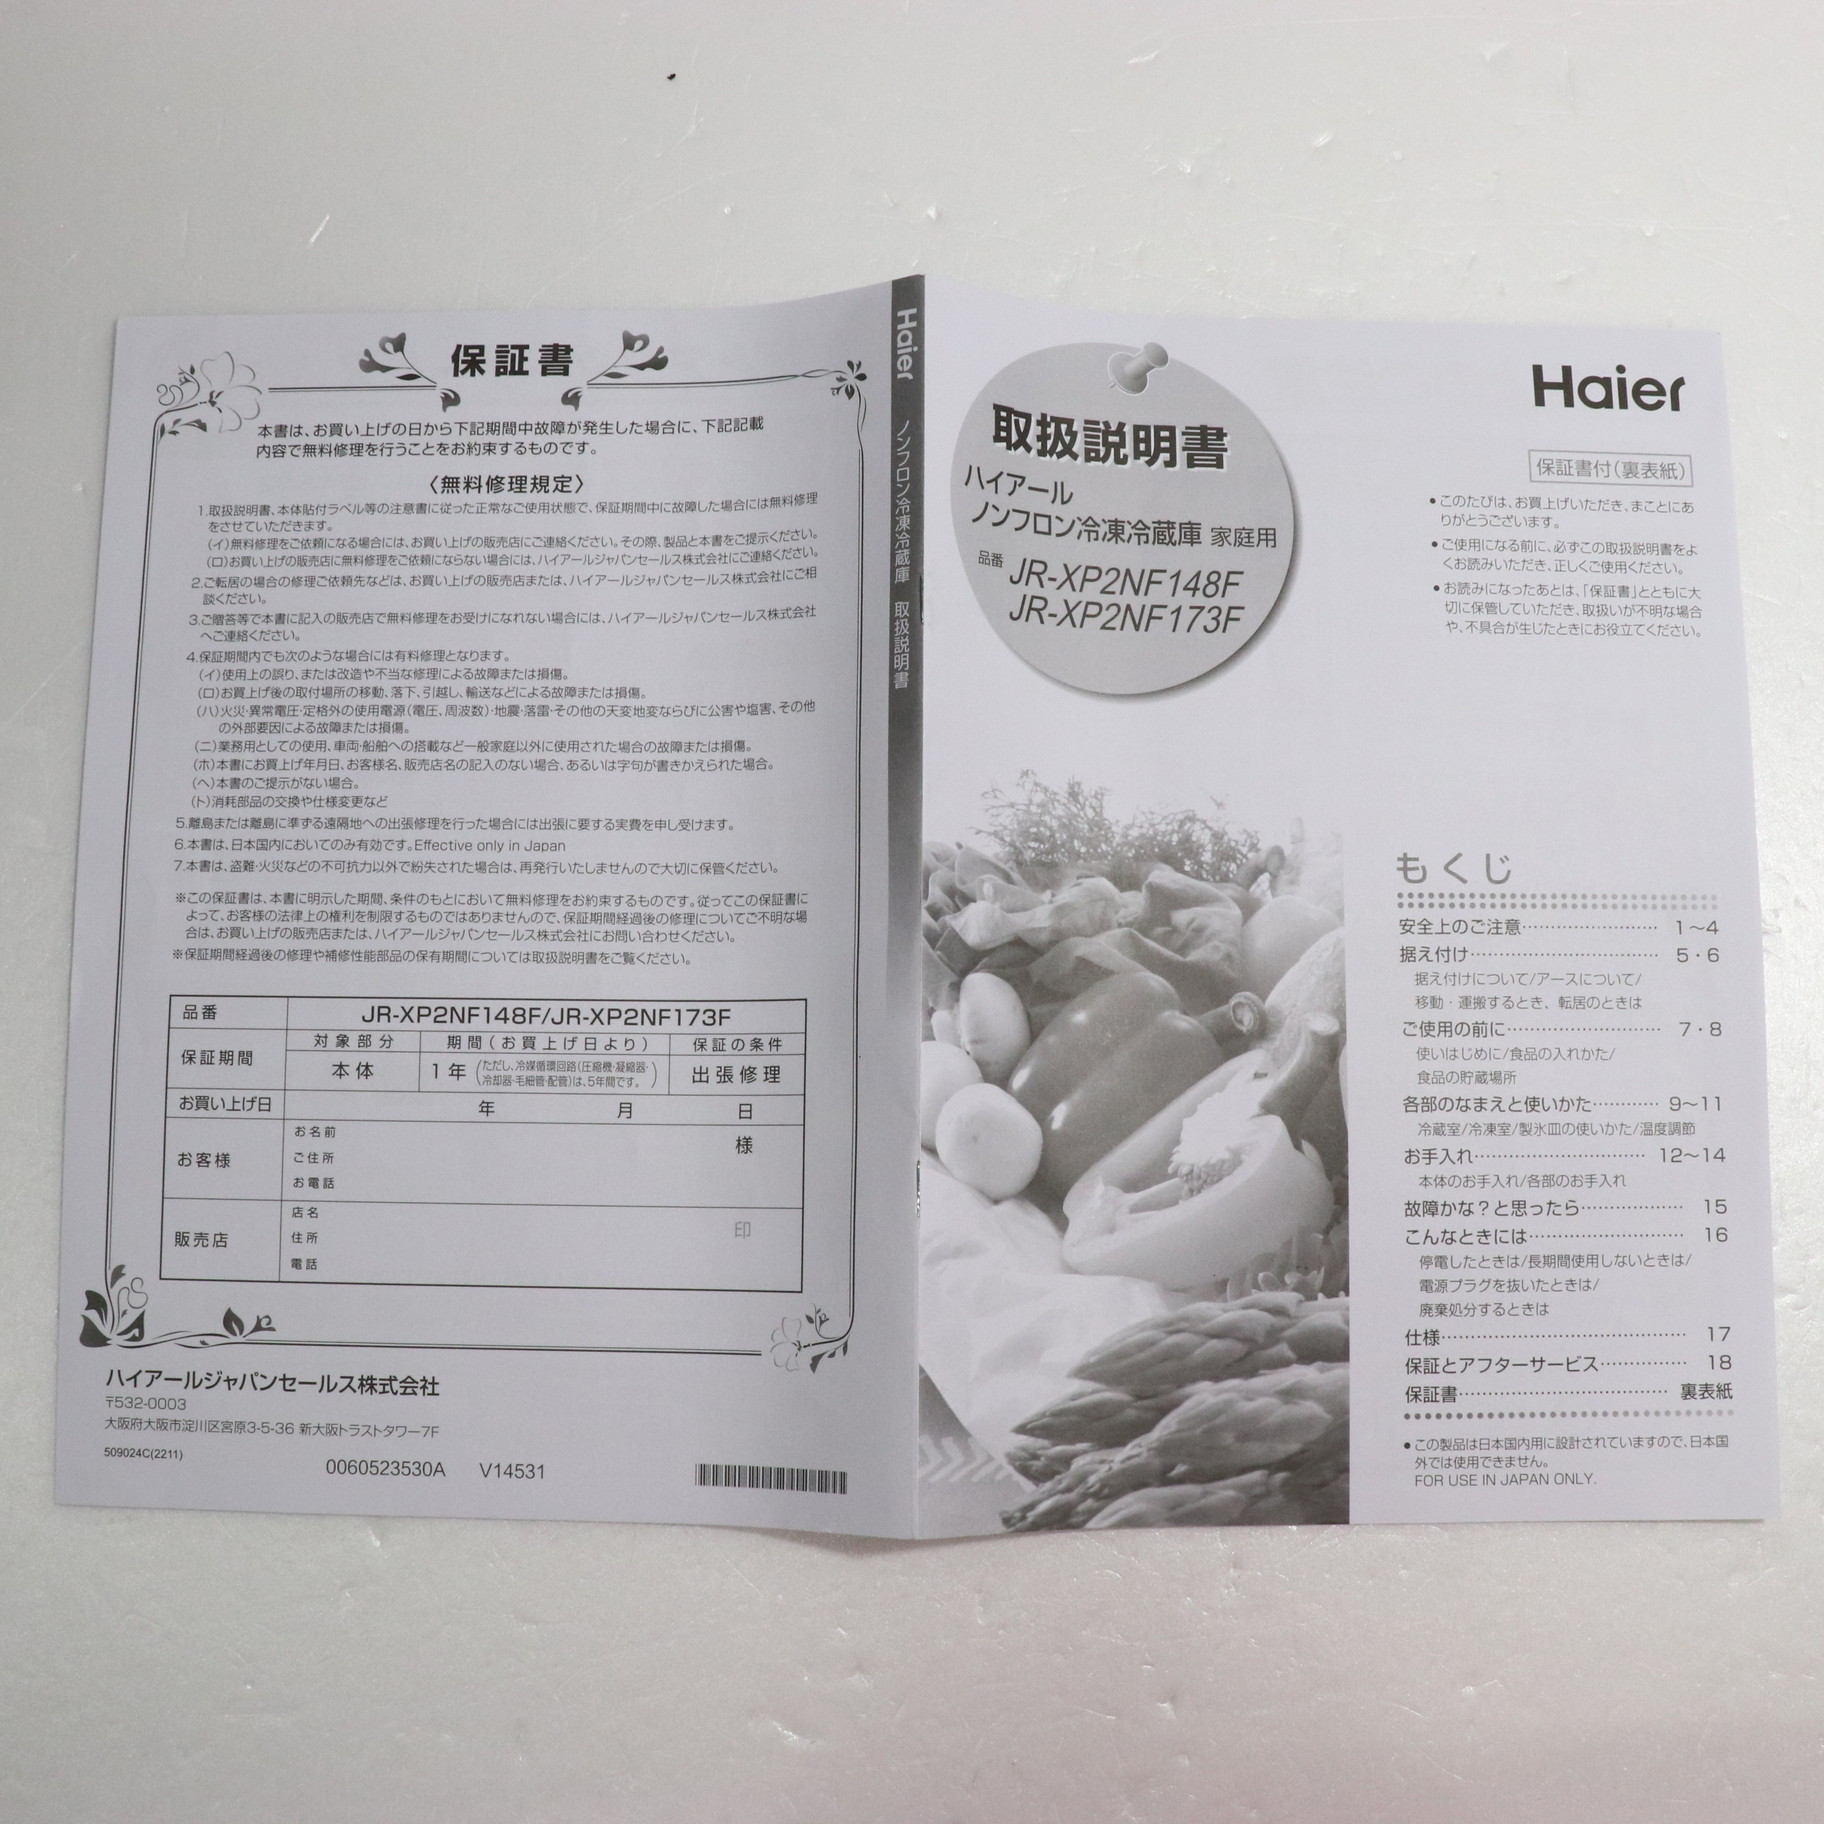 保証書
本書は、お買い上げの日から下記期間中故障が発生した場合に、下記記載
内容で無料修理を行うことをお約束するものです。
〈無料修理規定〉
1.取扱説明書、本体貼付ラベル等の注意書に従った正常なご使用状態で、保証期間中に故障した場合には無料修理
をさせていただきます。
(イ)無料修理をご依頼になる場合には、お買い上げの販売店にご連絡ください。その際、製品と本書をご提示ください。
(ロ)お買い上げの販売店に無料修理をご依頼にならない場合には、ハイアールジャパンセールス株式会社にご連絡ください。
2.ご転居の場合の修理ご依頼先などは、お買い上げの販売店または、ハイアールジャパンセールス株式会社にご相
談ください。
3.ご贈答等で本書に記入の販売店で無料修理をお受けになれない場合には、ハイアールジャパンセールス株式会社
へご連絡ください。
4.保証期間内でも次のような場合には有料修理となります。
(イ)使用上の誤り、または改造や不当な修理による故障または損傷。
(ロ)お買上げ後の取付場所の移動、落下、引越し、輸送などによる故障または損傷。
(ハ)火災・異常電圧・定格外の使用電源(電圧、周波数)・地震・落雷・その他の天変地変ならびに公害や塩害、その他
の外部要因による故障または損傷。
(ニ)業務用としての使用、車両・船舶への搭載など一般家庭以外に使用された場合の故障または損傷。
(ホ)本書にお買上げ年月日、お客様名、販売店名の記入のない場合、あるいは字句が書きかえられた場合。
(ヘ)本書のご提示がない場合。
(ト)消耗部品の交換や仕様変更など
5.離島または離島に準ずる遠隔地への出張修理を行った場合には出張に要する実費を申し受けます。
6.本書は、日本国内においてのみ有効です。Effective only in Japan
7.本書は、盗難・火災などの不可抗力以外で紛失された場合は、再発行いたしませんので大切に保管ください。
※この保証書は、本書に明示した期間、条件のもとにおいて無料修理をお約束するものです。従ってこの保証書に
よって、お客様の法律上の権利を制限するものではありませんので、保証期間経過後の修理についてご不明な場
合は、お買上げの販売店または、ハイアールジャパンセールス株式会社にお問い合わせください。
※保証期間経過後の修理や補修性能部品の保有期間については取扱説明書をご覧ください。
品番 JR-XP2NF148F/JR-XP2NF173F
保証期間 対象部分 期間(お買上げ日より) 保証の条件
本体 1年 (ただし、冷媒循環回路(圧縮機・凝縮器・
冷却器・毛細管・配管)は、5年間です。) 出張修理
お買い上げ日 年 月 日
お客様 お名前 様
ご住所
お電話
販売店 店名 印
住所
電話
ハイアールジャパンセールス株式会社
〒532-0003
大阪府大阪市淀川区宮原3-5-36 新大阪トラストタワー7F
509024C(2211)
0060523530A V14531
Haier ノンフロン冷凍冷蔵庫 取扱説明書
取扱説明書
ハイアール
ノンフロン冷凍冷蔵庫 家庭用
品番 JR-XP2NF148F
JR-XP2NF173F
Haier
保証書付(裏表紙)
●このたびは、お買上げいただき、まことにあ
りがとうございます。
●ご使用になる前に、必ずこの取扱説明書をよ
くお読みいただき、正しくご使用ください。
●お読みになったあとは、「保証書」とともに大
切に保管していただき、取扱いが不明な場合
や、不具合が生じたときにお役立てください。
もくじ
安全上のご注意 1～4
据え付け 5・6
据え付けについて/アースについて/
移動・運搬するとき、転居のときは
ご使用の前に 7・8
使いはじめに/食品の入れかた/
食品の貯蔵場所
各部のなまえと使いかた 9～11
冷蔵室/冷凍室/製氷皿の使いかた/温度調節
お手入れ 12～14
本体のお手入れ/各部のお手入れ
故障かな？と思ったら 15
こんなときには 16
停電したときは/長期間使用しないときは/
電源プラグを抜いたときは/
廃棄処分するときは
仕様 17
保証とアフターサービス 18
保証書 裏表紙
●この製品は日本国内用に設計されていますので、日本国
外では使用できません。
FOR USE IN JAPAN ONLY.